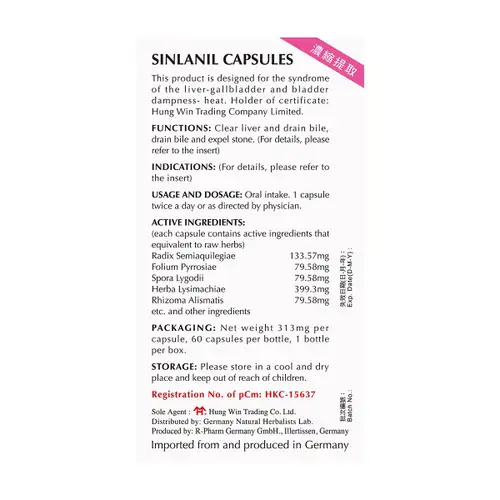 濃縮提取
SINLANIL CAPSULES
This product is designed for the syndrome
of the liver-gallbladder and bladder
dampness- heat. Holder of certificate:
Hung Win Trading Company Limited.
FUNCTIONS: Clear liver and drain bile,
drain bile and expel stone. (For details, please
refer to the insert)
INDICATIONS: (For details, please refer to
the insert)
USAGE AND DOSAGE: Oral intake. 1 capsule
twice a day or as directed by physician.
ACTIVE INGREDIENTS:
(each capsule contains active ingredients that
equivalent to raw herbs)
Radix Semiaquilegiae 133.57mg
Folium Pyrrosiae 79.58mg
Spora Lygodii 79.58mg
Herba Lysimachiae 399.3mg
Rhizoma Alismatis 79.58mg
etc. and other ingredients
PACKAGING: Net weight 313mg per
capsule, 60 capsules per bottle, 1 bottle
per box.
STORAGE: Please store in a cool and dry
place and keep out of reach of children.
Registration No. of pCm: HKC-15637
Sole Agent : Hung Win Trading Co. Ltd.
Distributed by: Germany Natural Herbalists Lab.
Produced by: R-Pharm Germany GmbH., Illertissen, Germany
Imported from and produced in Germany
失效日期(日-月-年) :
Exp. Date(D-M-Y) :
批次編號 :
Batch No.: